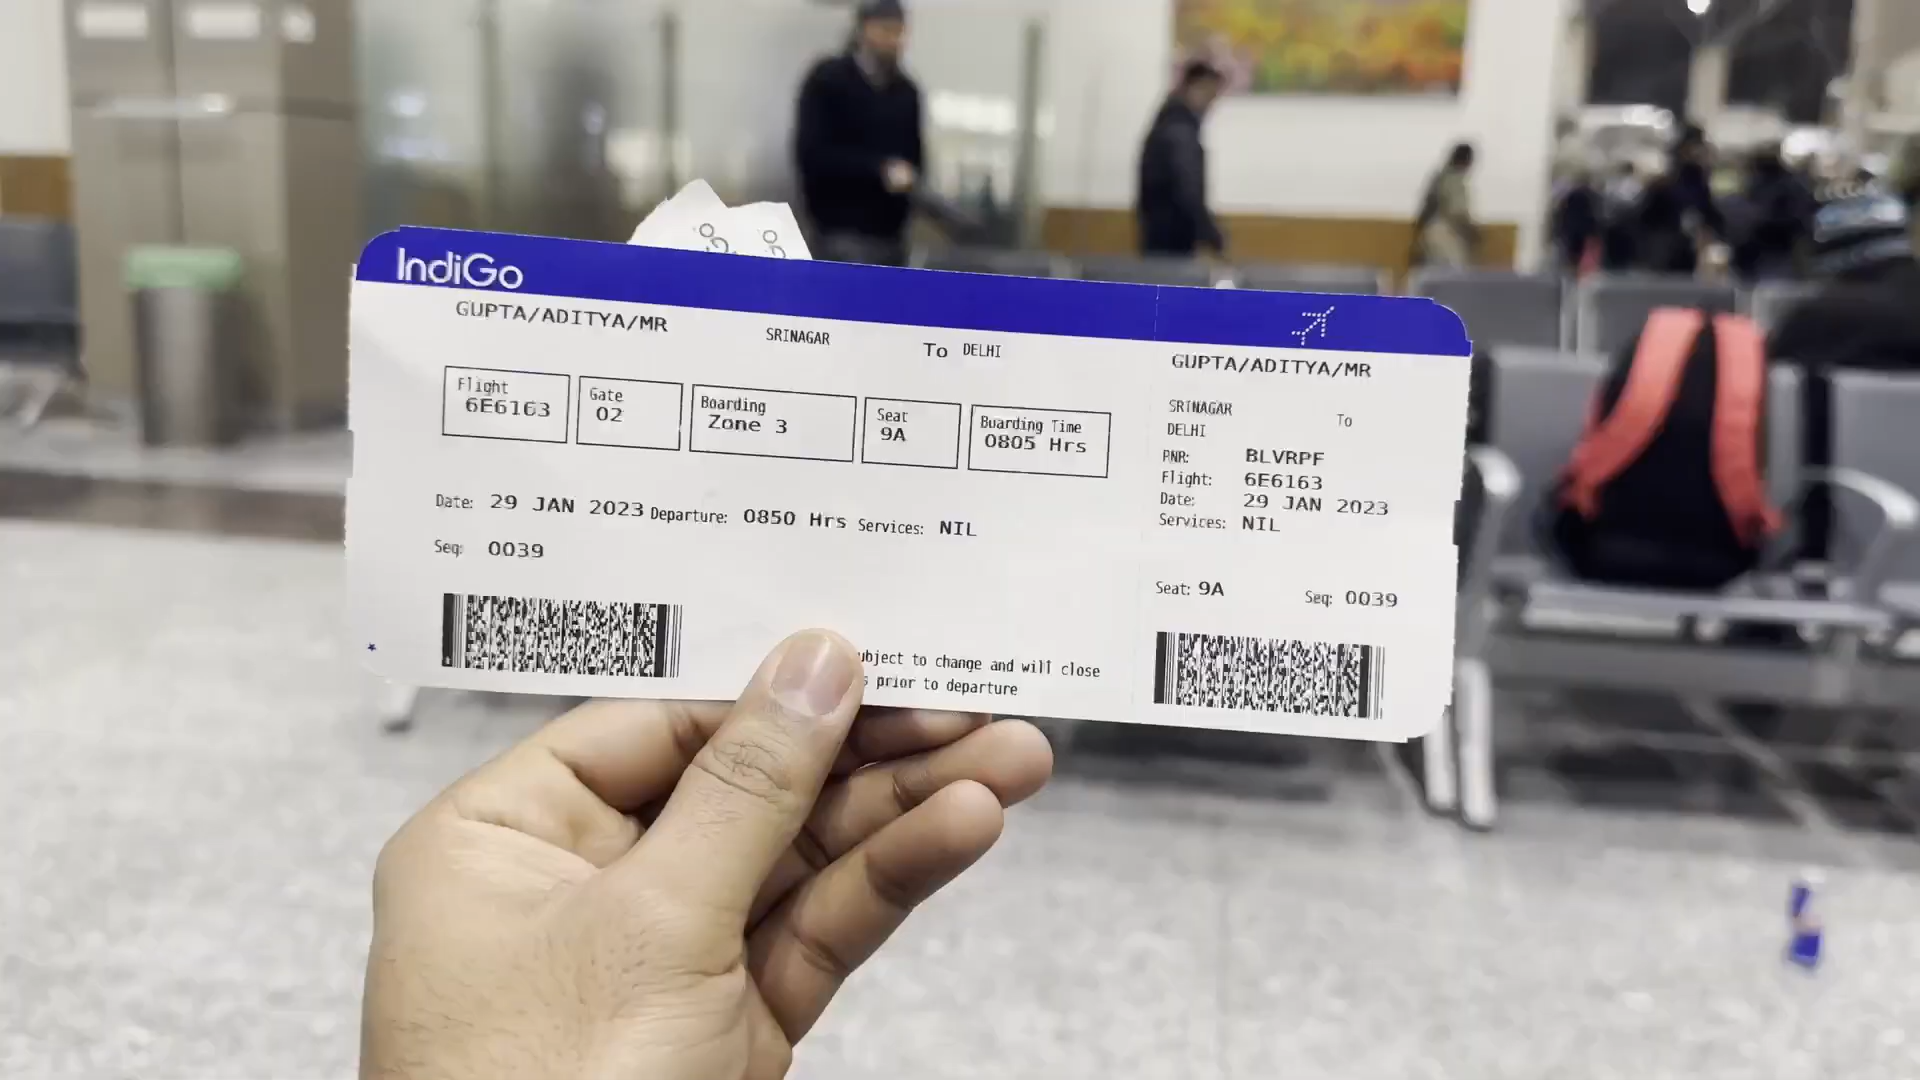 IndiGo
GUPTA/ADITYA/MR
SRINAGAR To DELHI
Flight 6E6163
Gate 02
Boarding Zone 3
Seat 9A
Boarding Time 0805 Hrs
Date: 29 JAN 2023 Departure: 0850 Hrs Services: NIL
Seq: 0039
ubject to change and will close
s prior to departure
GUPTA/ADITYA/MR
SRINAGAR To
DELHI
PNR: BLVRPF
Flight: 6E6163
Date: 29 JAN 2023
Services: NIL
Seat: 9A Seq: 0039